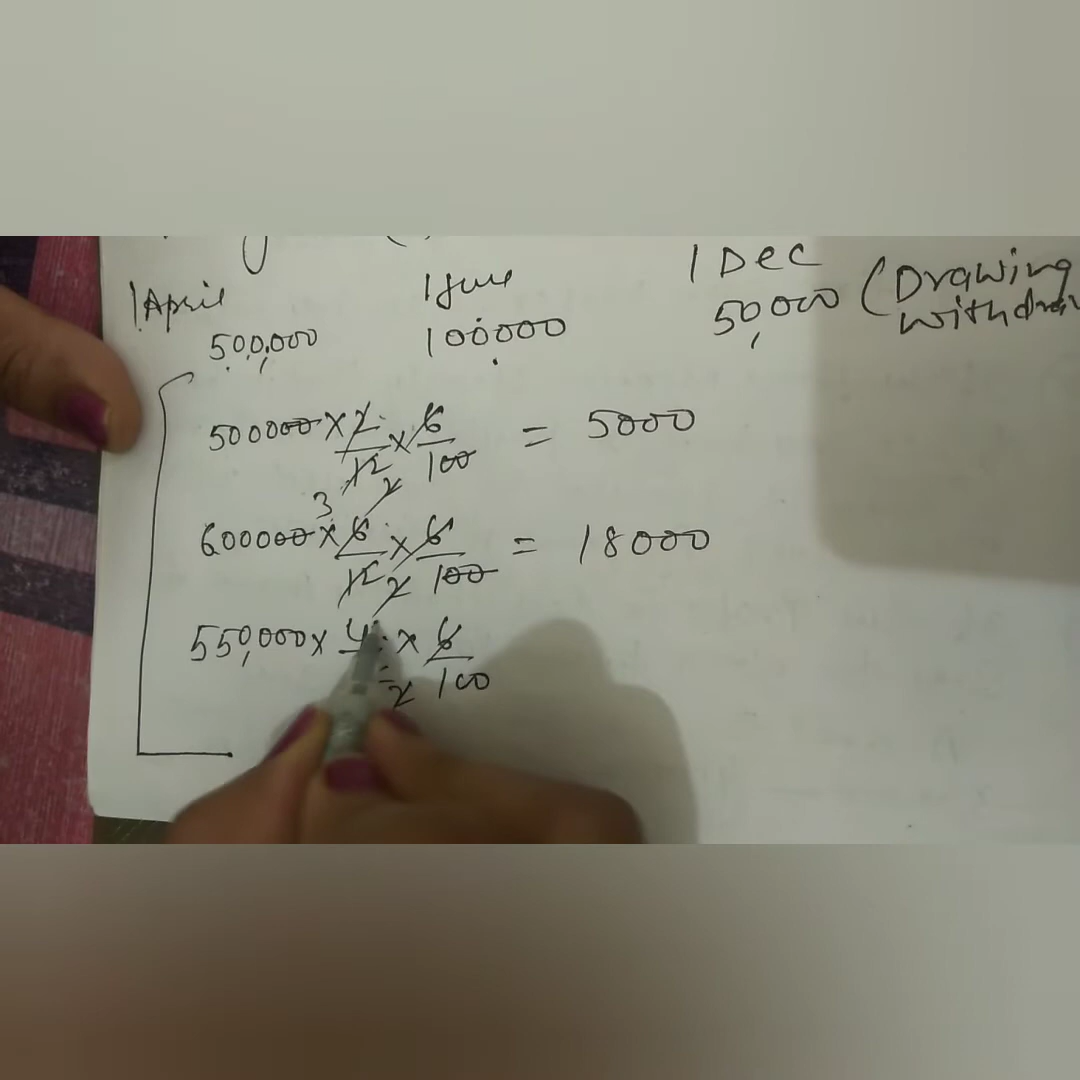 1 April 1 June 1 Dec
500,000 100000 50,000 (Drawing
500000 × 2/12 × 6/100 = 5000
600000 × 6/12 × 6/100 = 18000
550,000 × 4 × 6/100